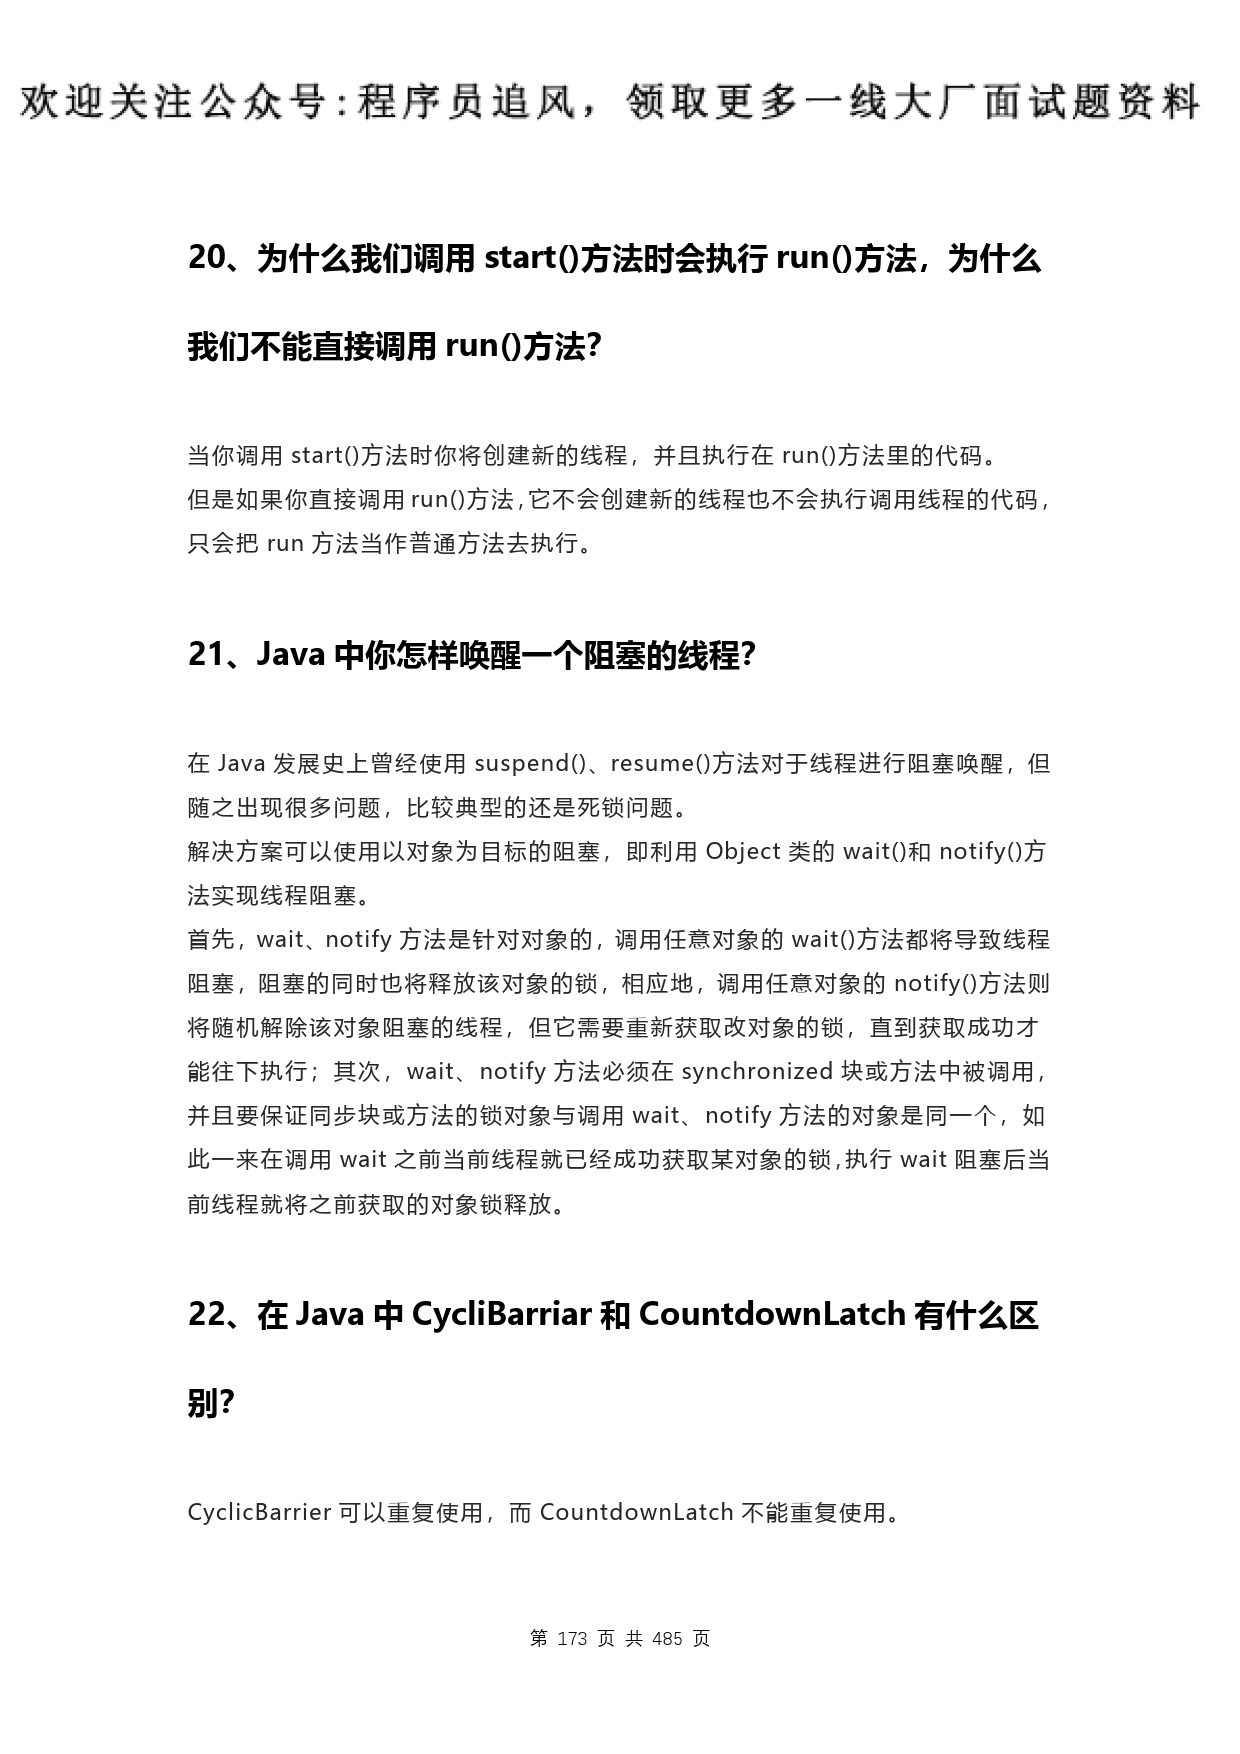 欢迎关注公众号:程序员追风，领取更多一线大厂面试题资料
20、为什么我们调用 start()方法时会执行 run()方法，为什么
我们不能直接调用 run()方法？
当你调用 start()方法时你将创建新的线程，并且执行在 run()方法里的代码。
但是如果你直接调用 run()方法，它不会创建新的线程也不会执行调用线程的代码，
只会把 run 方法当作普通方法去执行。
21、Java 中你怎样唤醒一个阻塞的线程？
在 Java 发展史上曾经使用 suspend()、resume()方法对于线程进行阻塞唤醒，但
随之出现很多问题，比较典型的还是死锁问题。
解决方案可以使用以对象为目标的阻塞，即利用 Object 类的 wait()和 notify()方
法实现线程阻塞。
首先，wait、notify 方法是针对对象的，调用任意对象的 wait()方法都将导致线程
阻塞，阻塞的同时也将释放该对象的锁，相应地，调用任意对象的 notify()方法则
将随机解除该对象阻塞的线程，但它需要重新获取改对象的锁，直到获取成功才
能往下执行；其次，wait、notify 方法必须在 synchronized 块或方法中被调用，
并且要保证同步块或方法的锁对象与调用 wait、notify 方法的对象是同一个，如
此一来在调用 wait 之前当前线程就已经成功获取某对象的锁，执行 wait 阻塞后当
前线程就将之前获取的对象锁释放。
22、在 Java 中 CycliBarriar 和 CountdownLatch 有什么区
别？
CyclicBarrier 可以重复使用，而 CountdownLatch 不能重复使用。
第 173 页 共 485 页